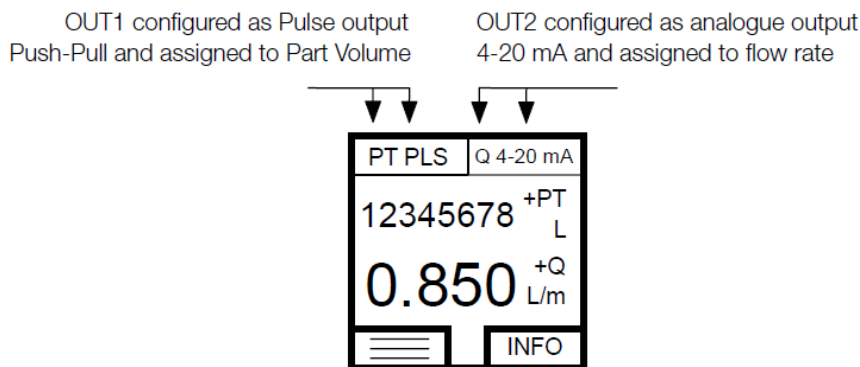 OUT1 configured as Pulse output
Push-Pull and assigned to Part Volume
OUT2 configured as analogue output
4-20 mA and assigned to flow rate
PT PLS
Q 4-20 mA
12345678 +PT
L
0.850 +Q
L/m
INFO